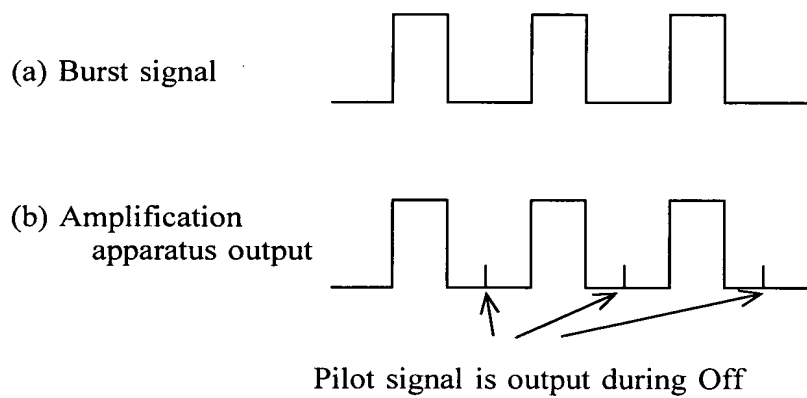 (a) Burst signal
(b) Amplification
apparatus output
Pilot signal is output during Off